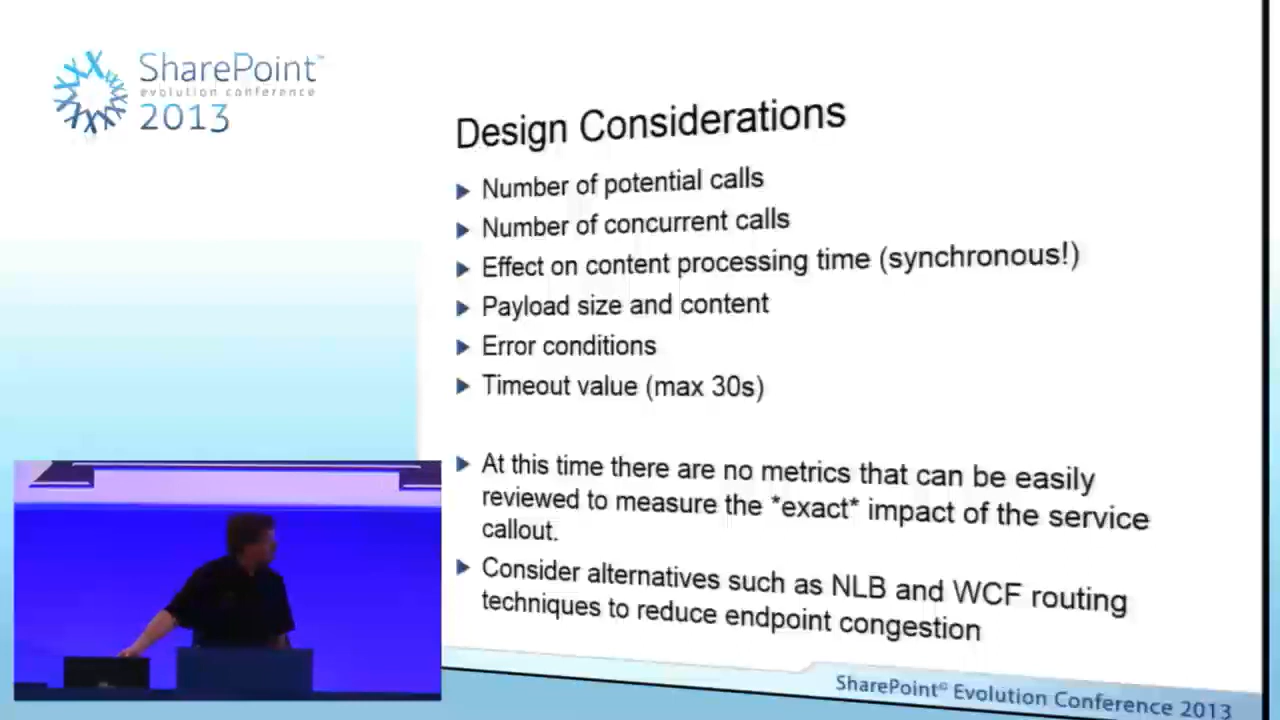 SharePoint™
evolution conference
2013
Design Considerations
Number of potential calls
Number of concurrent calls
Effect on content processing time (synchronous!)
Payload size and content
Error conditions
Timeout value (max 30s)
At this time there are no metrics that can be easily
reviewed to measure the *exact* impact of the service
callout.
Consider alternatives such as NLB and WCF routing
techniques to reduce endpoint congestion
SharePoint© Evolution Conference 2013